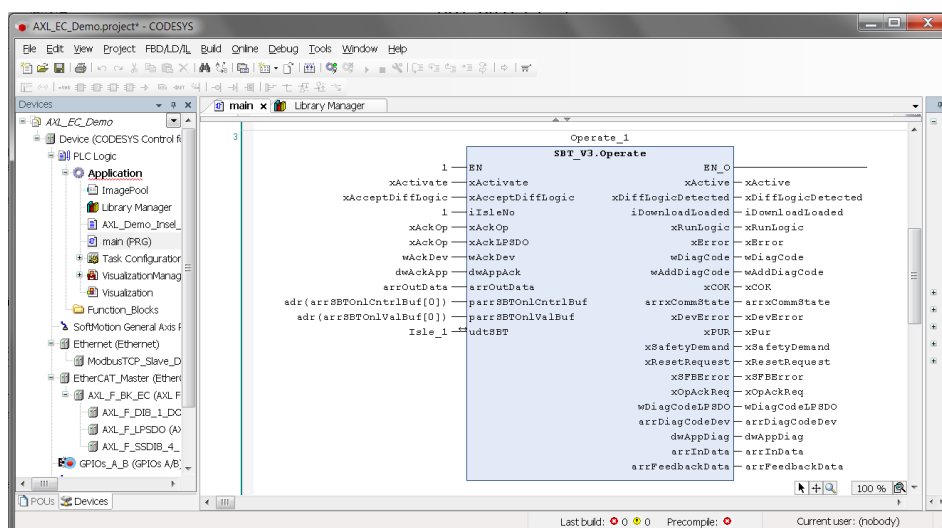 AXL_EC_Demo.project* - CODESYS
File Edit View Project FBD/LD/IL Build Online Debug Tools Window Help
Devices
AXL_EC_Demo
Device (CODESYS Control f
PLC Logic
Application
ImagePool
Library Manager
AXL_Demo_Insel_
main (PRG)
Task Configuration
VisualizationManag
Visualization
Function_Blocks
SoftMotion General Axis P
Ethernet (Ethernet)
ModbusTCP_Slave_D
EtherCAT_Master (Ether
AXL_F_BK_EC (AXL F
AXL_F_DIB_1_DC
AXL_F_LPSDO (A
AXL_F_SSDIB_4_
GPIOs_A_B (GPIOs A/B
POUs Devices
main Library Manager
3
Operate_1
SBT_V3.Operate
1 EN EN_O
xActivate xActivate xActive xActive
xAcceptDiffLogic xAcceptDiffLogic xDiffLogicDetected xDiffLogicDetected
1 iIsleNo iDownloadLoaded iDownloadLoaded
xAckOp xAckOp xRunLogic xRunLogic
xAckOp xAckLPSDO xError xError
wAckDev wAckDev wDiagCode wDiagCode
dwAckApp dwAppAck wAddDiagCode wAddDiagCode
arrOutData arrOutData xCOK xCOK
adr(arrSBTOnlCntrlBuf[0]) parrSBTOnlCntrlBuf arrxCommState arrxCommState
adr(arrSBTOnlValBuf[0]) parrSBTOnlValBuf xDevError xDevError
Isle_1 udtSBT xPUR xPur
xSafetyDemand xSafetyDemand
xResetRequest xResetRequest
xSFBError xSFBError
xOpAckReq xOpAckReq
wDiagCodeLPSDO wDiagCodeLPSDO
arrDiagCodeDev arrDiagCodeDev
dwAppDiag dwAppDiag
arrInData arrInData
arrFeedbackData arrFeedbackData
100 %
Last build: 0 0 Precompile: Current user: (nobody)